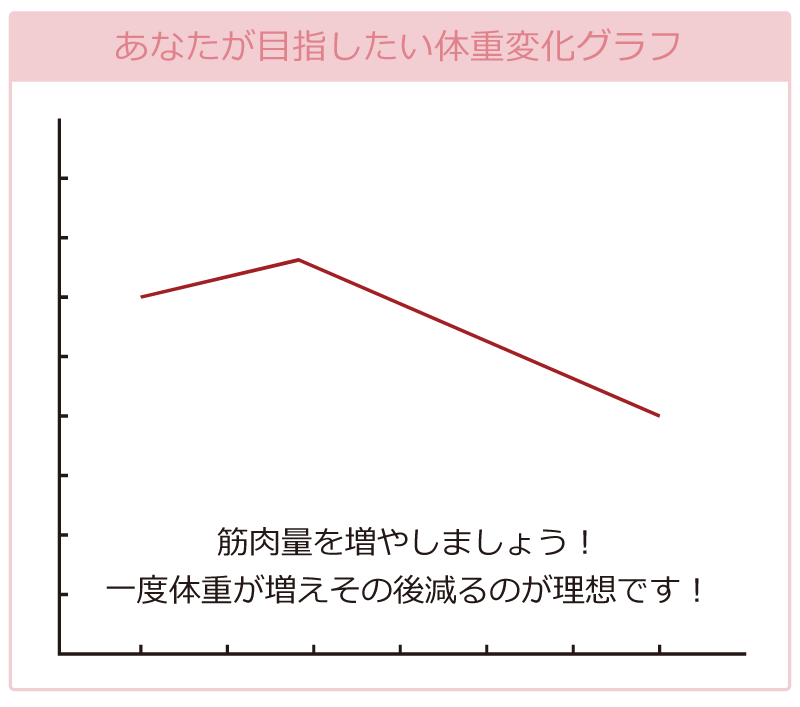 あなたが目指したい体重変化グラフ
筋肉量を増やしましょう！
一度体重が増えその後減るのが理想です！